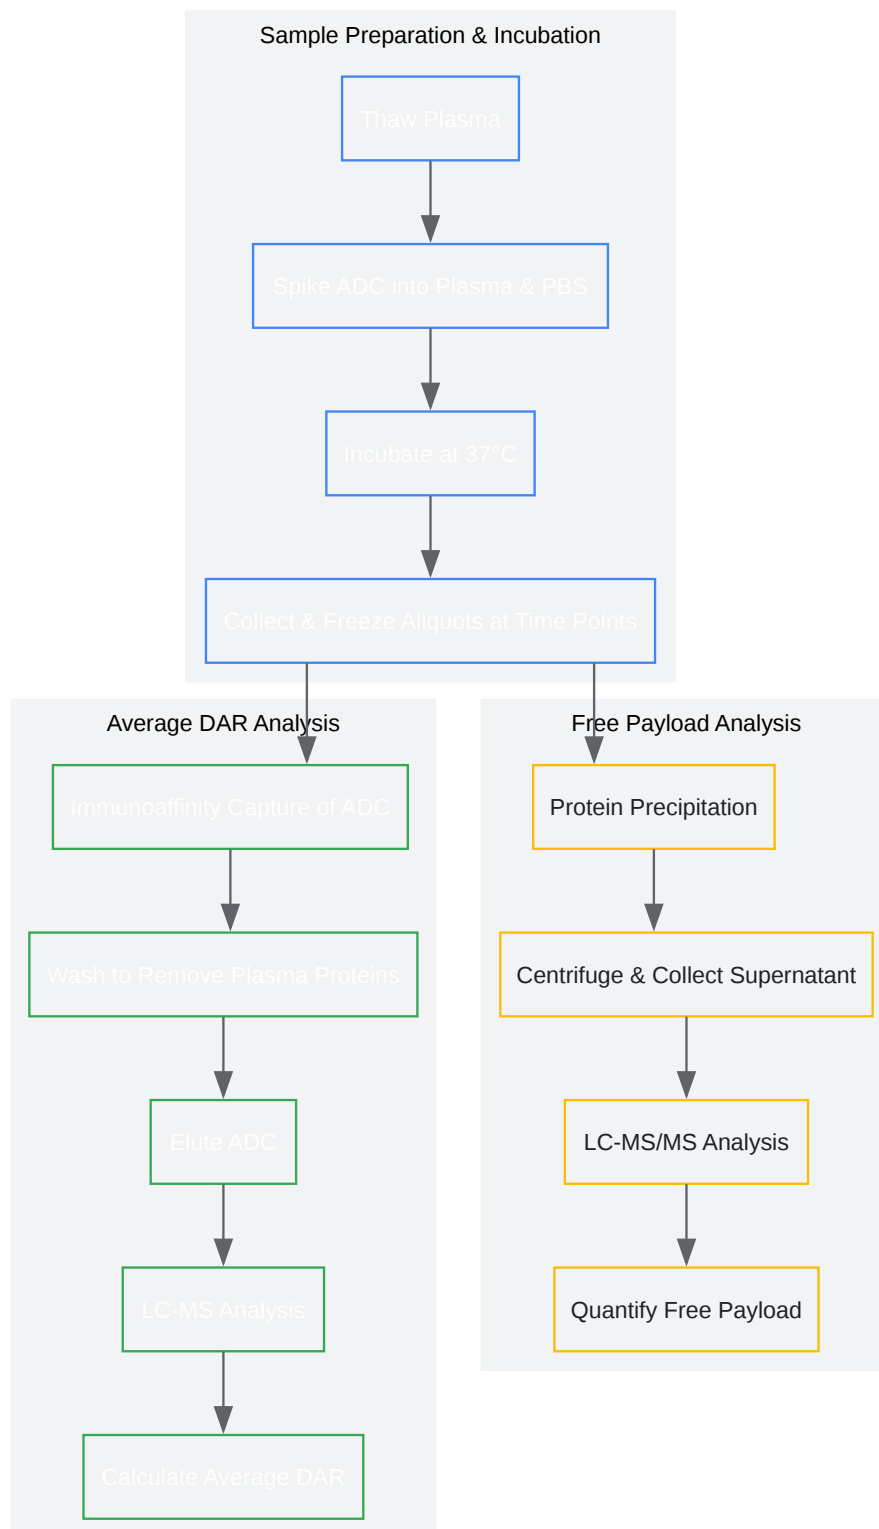 Sample Preparation & Incubation
Thaw Plasma
Spike ADC into Plasma & PBS
Incubate at 37°C
Collect & Freeze Aliquots at Time Points
Average DAR Analysis
Immunoaffinity Capture of ADC
Wash to Remove Plasma Proteins
Elute ADC
LC-MS Analysis
Calculate Average DAR
Free Payload Analysis
Protein Precipitation
Centrifuge & Collect Supernatant
LC-MS/MS Analysis
Quantify Free Payload